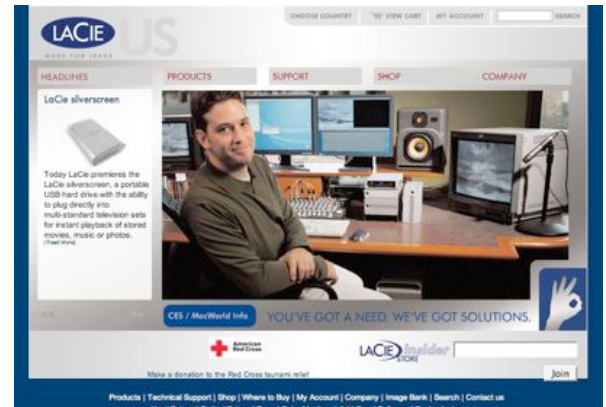 CHOOSE COUNTRY
VIEW CART
MY ACCOUNT
SEARCH
LACIE
US
MADE FOR IDEAS
HEADLINES
PRODUCTS
SUPPORT
SHOP
COMPANY
LaCie silverscreen
Today LaCie premieres the
LaCie silverscreen, a portable
USB hard drive with the ability
to plug directly into
multi-standard television sets
for instant playback of stored
movies, music or photos.
[Read More]
CES / MacWorld Info
YOU'VE GOT A NEED. WE'VE GOT SOLUTIONS.
American
Red Cross
LACIE insider
STORE
Make a donation to the Red Cross tsunami relief
Join
Products | Technical Support | Shop | Where to Buy | My Account | Company | Image Bank | Search | Contact us